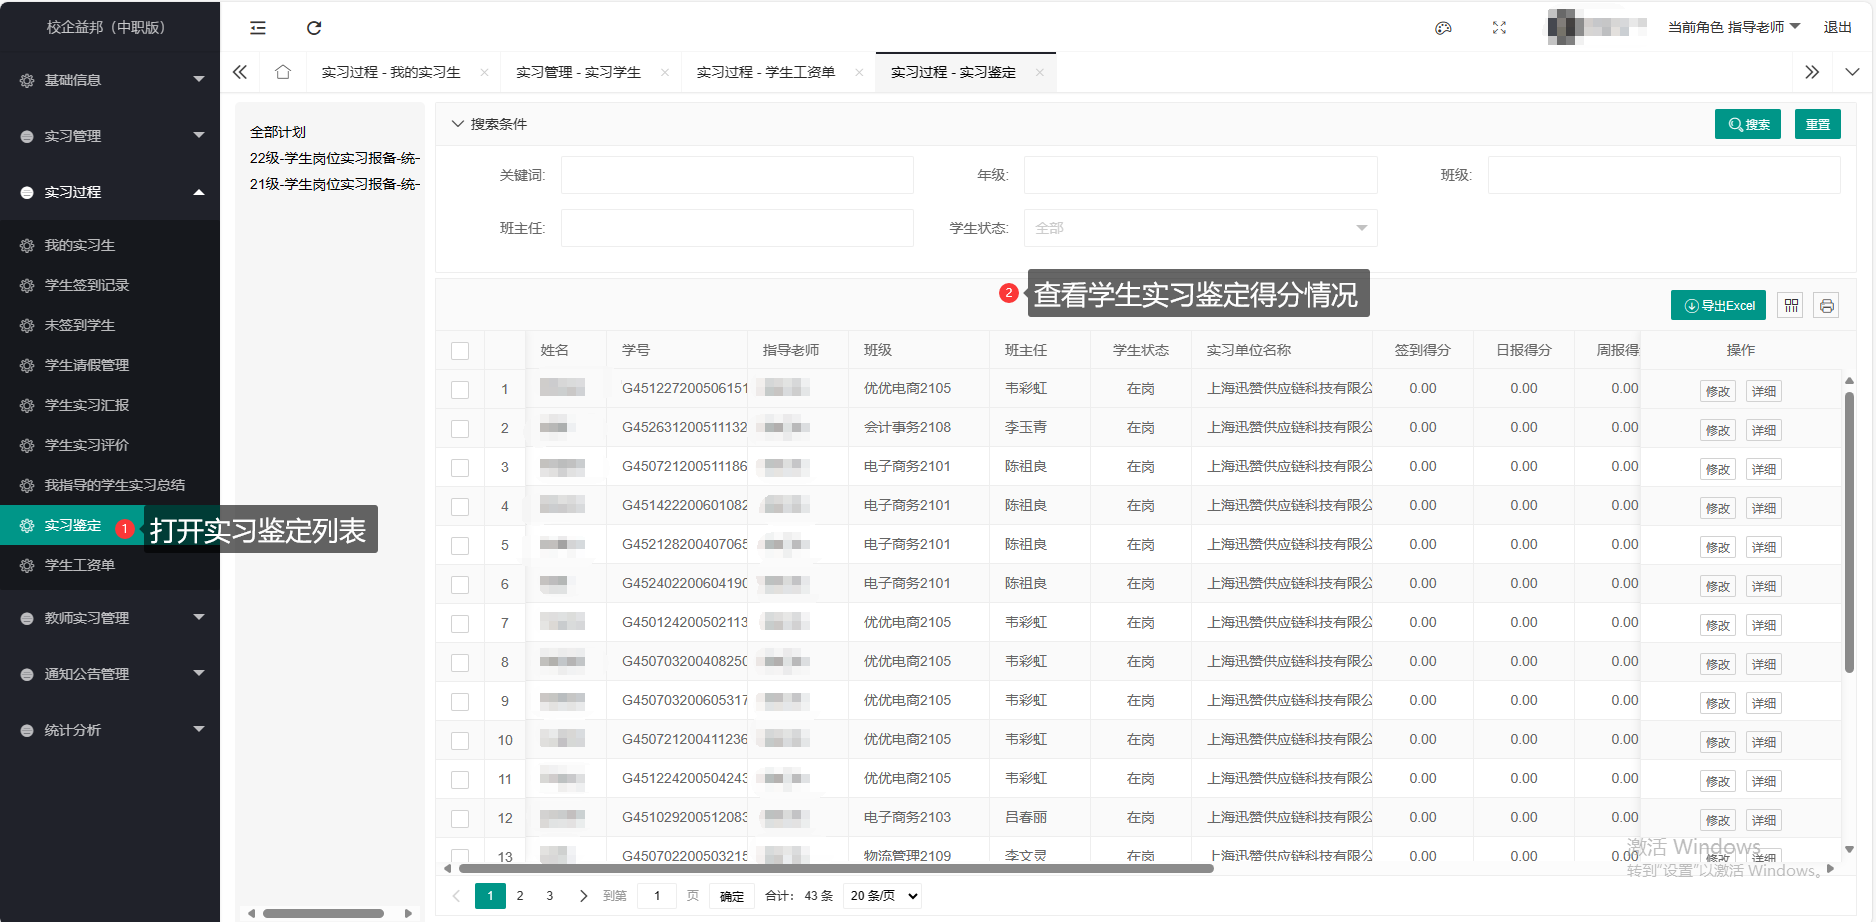 校企益邦（中职版）
当前角色 指导老师
退出
基础信息
实习管理
实习过程
我的实习生
学生签到记录
未签到学生
学生请假管理
学生实习汇报
学生实习评价
我指导的学生实习总结
实习鉴定
1 打开实习鉴定列表
学生工资单
教师实习管理
通知公告管理
统计分析
实习过程 - 我的实习生
实习管理 - 实习学生
实习过程 - 学生工资单
实习过程 - 实习鉴定
全部计划
22级-学生岗位实习报备-统一
21级-学生岗位实习报备-统一
搜索条件
搜索
重置
关键词:
年级:
班级:
班主任:
学生状态: 全部
2 查看学生实习鉴定得分情况
导出Excel
姓名 学号 指导老师 班级 班主任 学生状态 实习单位名称 签到得分 日报得分 周报得 操作
1 G451227200506151 优优电商2105 韦彩虹 在岗 上海迅赞供应链科技有限公 0.00 0.00 0.00 修改 详细
2 G452631200511132 会计事务2108 李玉青 在岗 上海迅赞供应链科技有限公 0.00 0.00 0.00 修改 详细
3 G450721200511186 电子商务2101 陈祖良 在岗 上海迅赞供应链科技有限公 0.00 0.00 0.00 修改 详细
4 G451422200601082 电子商务2101 陈祖良 在岗 上海迅赞供应链科技有限公 0.00 0.00 0.00 修改 详细
5 G452128200407065 电子商务2101 陈祖良 在岗 上海迅赞供应链科技有限公 0.00 0.00 0.00 修改 详细
6 G452402200604190 电子商务2101 陈祖良 在岗 上海迅赞供应链科技有限公 0.00 0.00 0.00 修改 详细
7 G450124200502113 优优电商2105 韦彩虹 在岗 上海迅赞供应链科技有限公 0.00 0.00 0.00 修改 详细
8 G450703200408250 优优电商2105 韦彩虹 在岗 上海迅赞供应链科技有限公 0.00 0.00 0.00 修改 详细
9 G450703200605317 优优电商2105 韦彩虹 在岗 上海迅赞供应链科技有限公 0.00 0.00 0.00 修改 详细
10 G450721200411236 优优电商2105 韦彩虹 在岗 上海迅赞供应链科技有限公 0.00 0.00 0.00 修改 详细
11 G451224200504243 优优电商2105 韦彩虹 在岗 上海迅赞供应链科技有限公 0.00 0.00 0.00 修改 详细
12 G451029200512083 电子商务2103 吕春丽 在岗 上海迅赞供应链科技有限公 0.00 0.00 0.00 修改 详细
13 G450702200503215 物流管理2109 李文灵 在岗 上海迅赞供应链科技有限公 0.00 0.00 0.00 修改 详细
激活 Windows
转到“设置”以激活 Windows。
1 2 3 到第 1 页 确定 合计： 43 条 20 条/页